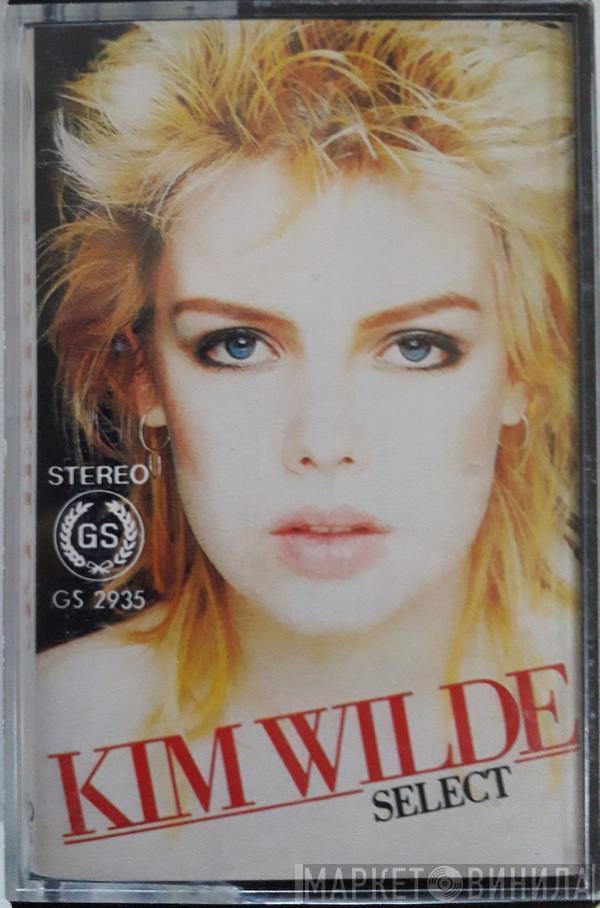 STEREO
GS
GS 2935
KIM WILDE
SELECT
МАРКЕТ ВИНИЛА